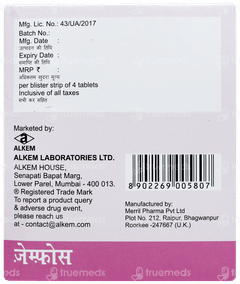 Mfg. Lic. No.: 43/UA/2017
Batch No.:
Mfg. Date :
उत्पादन की तिथि
Expiry Date :
समाप्ति की तिथि
MRP ₹ :
अधिकतम खुदरा मूल्य
per blister strip of 4 tablets
Inclusive of all taxes
सभी कर सहित
Marketed by:
a
ALKEM
ALKEM LABORATORIES LTD.
ALKEM HOUSE,
Senapati Bapat Marg,
Lower Parel, Mumbai - 400 013.
® Registered Trade Mark
To report a product query
& adverse drug event,
please reach us
at - contact@alkem.com
8 902269 005807
Manufactured by:
Merril Pharma Pvt Ltd
Plot No. 212, Raipur, Bhagwanpur
Roorkee -247667 (U.K.)
जेम्फ्रोस
truemeds
truemeds